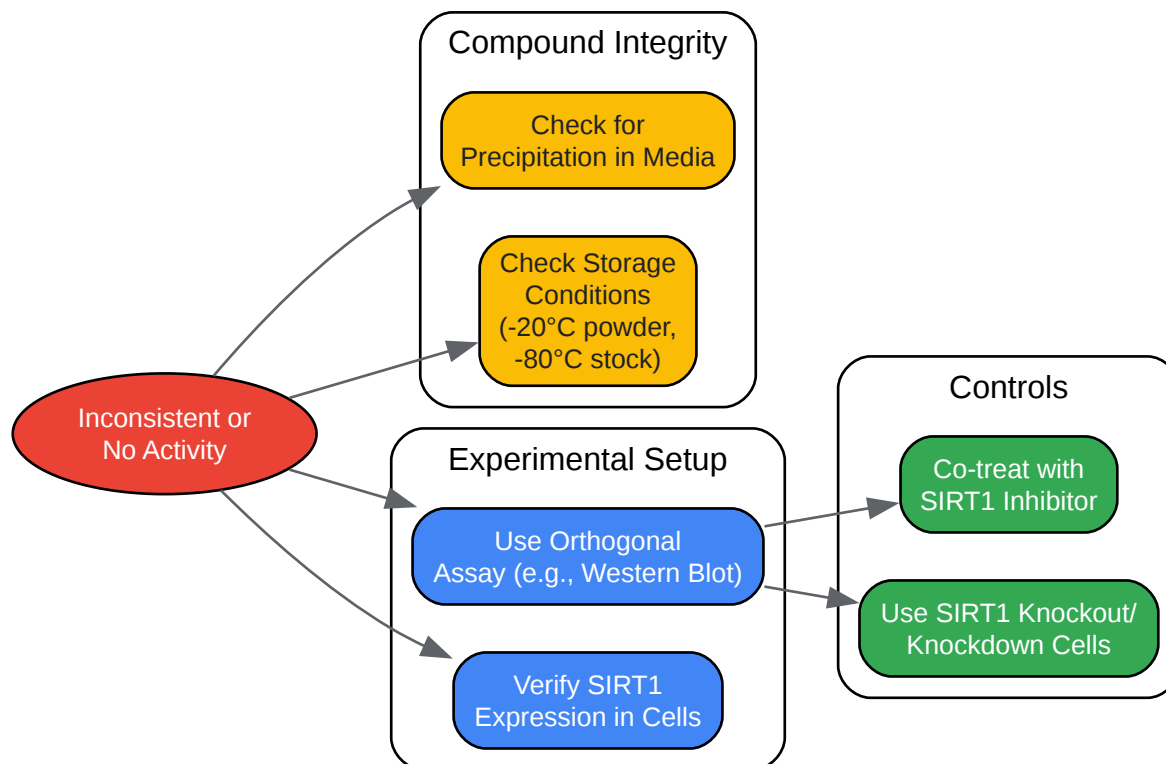 Compound Integrity
Check for
Precipitation in Media
Check Storage
Conditions
(-20°C powder,
-80°C stock)
Inconsistent or
No Activity
Experimental Setup
Use Orthogonal
Assay (e.g., Western Blot)
Verify SIRT1
Expression in Cells
Controls
Co-treat with
SIRT1 Inhibitor
Use SIRT1 Knockout/
Knockdown Cells